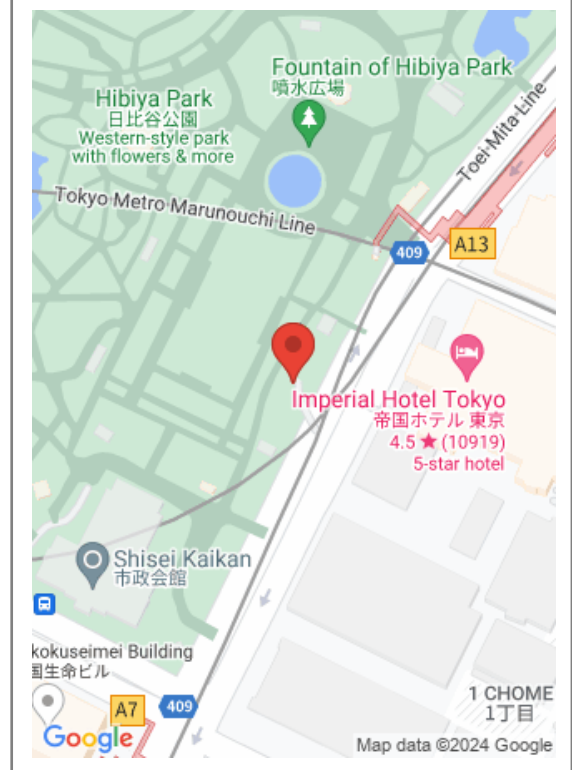 Fountain of Hibiya Park
噴水広場
Hibiya Park
日比谷公園
Western-style park
with flowers & more
Toei Mita Line
Tokyo Metro Marunouchi Line
A13
409
Imperial Hotel Tokyo
帝国ホテル 東京
4.5 ★ (10919)
5-star hotel
Shisei Kaikan
市政会館
kokuseimei Building
国生命ビル
A7
409
1 CHOME
1丁目
Google
Map data ©2024 Google